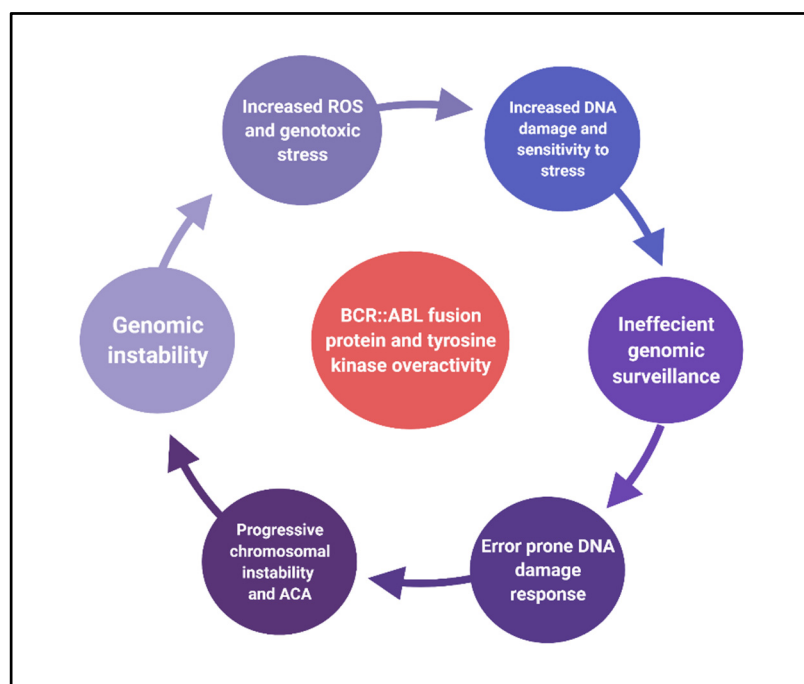 Increased ROS
and genotoxic
stress
Increased DNA
damage and
sensitivity to
stress
Ineffecient
genomic
surveillance
Error prone DNA
damage
response
Progressive
chromosomal
instability
and ACA
Genomic
instability
BCR::ABL fusion
protein and tyrosine
kinase overactivity